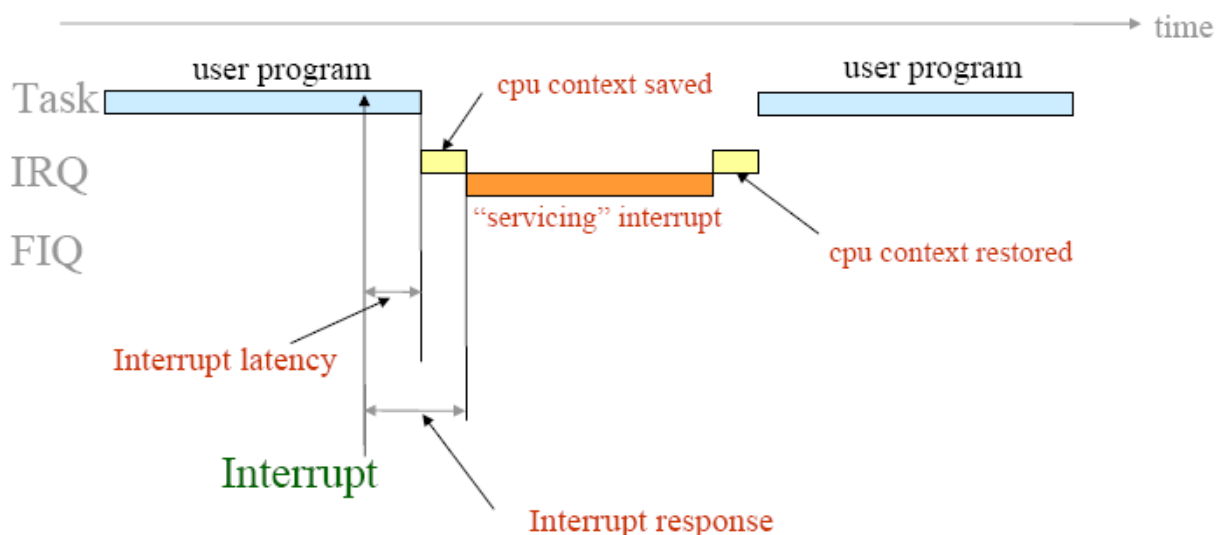 time
user program
user program
Task
cpu context saved
IRQ
“servicing” interrupt
cpu context restored
FIQ
Interrupt latency
Interrupt
Interrupt response